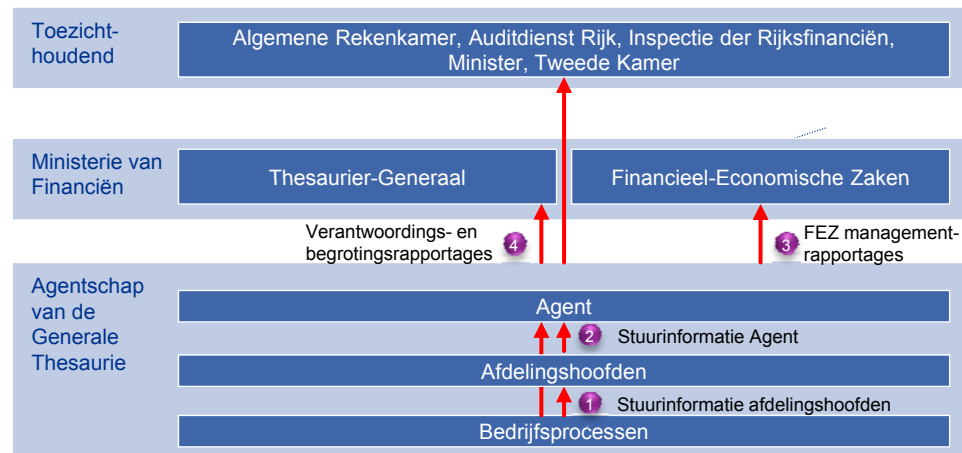 Toezicht-
houdend
Algemene Rekenkamer, Auditdienst Rijk, Inspectie der Rijksfinanciën,
Minister, Tweede Kamer
Ministerie van
Financiën
Thesaurier-Generaal
Financieel-Economische Zaken
Verantwoordings- en
begrotingsrapportages
4
3
FEZ management-
rapportages
Agentschap
van de
Generale
Thesaurie
Agent
2
Stuurinformatie Agent
Afdelingshoofden
1
Stuurinformatie afdelingshoofden
Bedrijfsprocessen